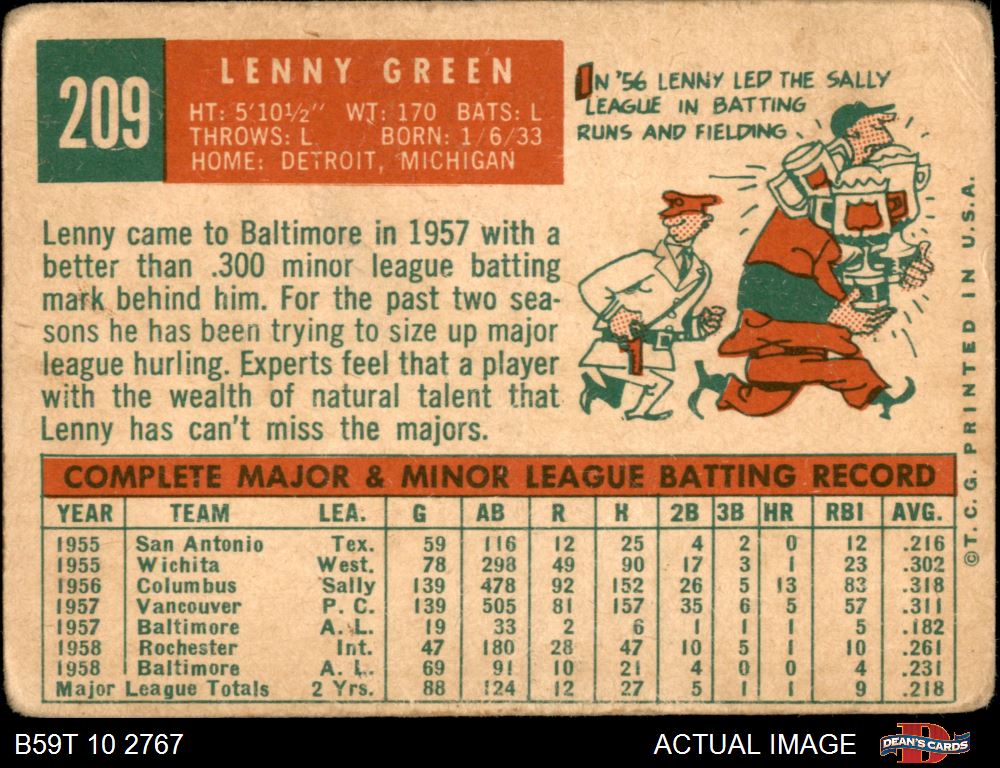 209
LENNY GREEN
HT: 5'10½" WT: 170 BATS: L
THROWS: L BORN: 1/6/33
HOME: DETROIT, MICHIGAN
IN '56 LENNY LED THE SALLY
LEAGUE IN BATTING
RUNS AND FIELDING.
Lenny came to Baltimore in 1957 with a
better than .300 minor league batting
mark behind him. For the past two sea-
sons he has been trying to size up major
league hurling. Experts feel that a player
with the wealth of natural talent that
Lenny has can't miss the majors.
COMPLETE MAJOR & MINOR LEAGUE BATTING RECORD
YEAR TEAM LEA. G AB R H 2B 3B HR RBI AVG.
1955 San Antonio Tex. 59 116 12 25 4 2 0 12 .216
1955 Wichita West. 78 298 49 90 17 3 1 23 .302
1956 Columbus Sally 139 478 92 152 26 5 13 83 .318
1957 Vancouver P. C. 139 505 81 157 35 6 5 57 .311
1957 Baltimore A. L. 19 33 2 6 1 1 1 5 .182
1958 Rochester Int. 47 180 28 47 10 5 1 10 .261
1958 Baltimore A. L. 69 91 10 21 4 0 0 4 .231
Major League Totals 2 Yrs. 88 124 12 27 5 1 1 9 .218
© T. C. G. PRINTED IN U.S.A.
B59T 10 2767
ACTUAL IMAGE
DEAN'S CARDS